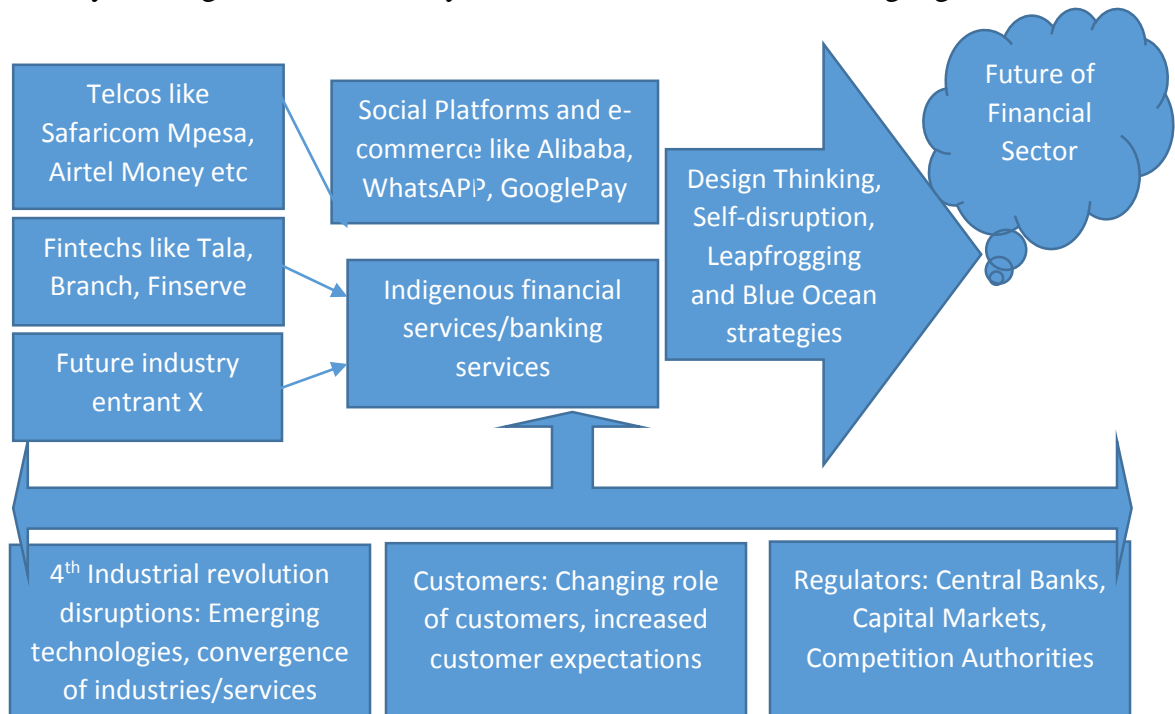 Telcos like
Safaricom Mpesa,
Airtel Money etc
Social Platforms and e-
commerce like Alibaba,
WhatsAPP, GooglePay
Fintechs like Tala,
Branch, Finserve
Future industry
entrant X
Indigenous financial
services/banking
services
Design Thinking,
Self-disruption,
Leapfrogging
and Blue Ocean
strategies
Future of
Financial
Sector
4th Industrial revolution
disruptions: Emerging
technologies, convergence
of industries/services
Customers: Changing role
of customers, increased
customer expectations
Regulators: Central Banks,
Capital Markets,
Competition Authorities